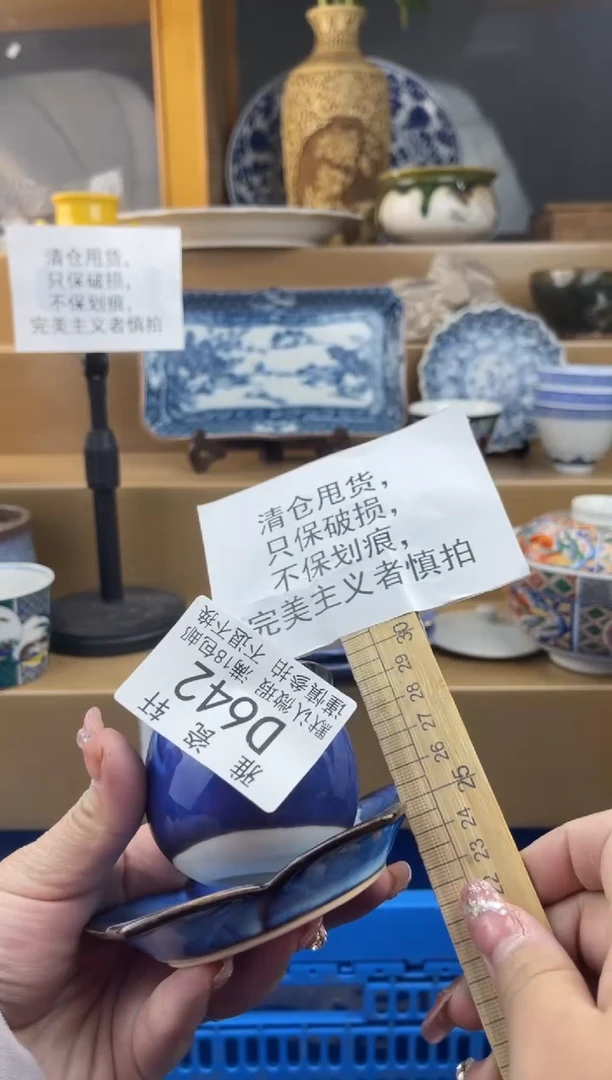 清仓甩货，
只保破损，
不保划痕，
完美主义者慎拍
清仓甩货，
只保破损，
不保划痕，
完美主义者慎拍
雅瓷轩
D642
默认微瑕 满18包邮
谨慎参拍 不退不换
30
29
28
27
26
25
24
23
22